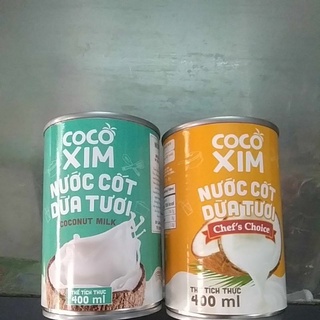 COCO
XIM
NƯỚC CỐT
DỪA TƯƠI
COCONUT MILK
THỂ TÍCH THỰC
400 ml
COCO
XIM
NƯỚC CỐT
DỪA TƯƠI
Chef's Choice
THỂ TÍCH THỰC
400 ml